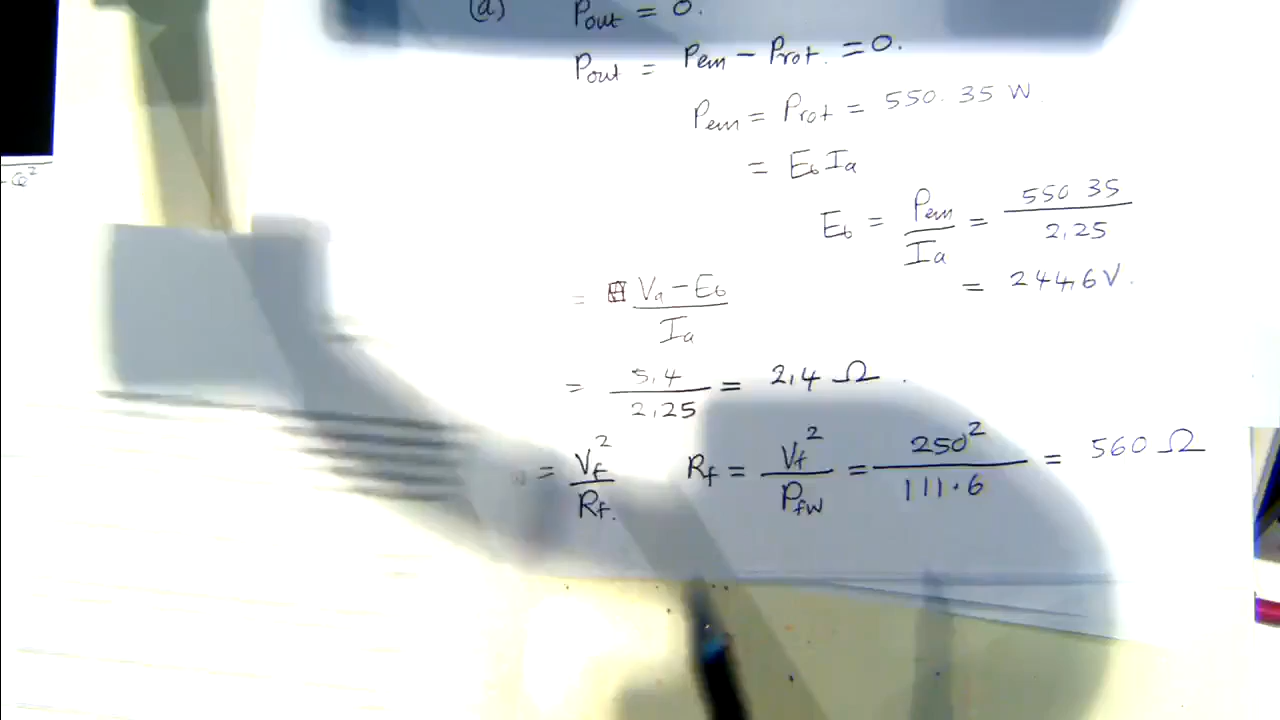 (a) Pout = 0.
Pout = Pem − Prot. = 0.
Pem = Prot = 550.35 W
= Eb Ia
Eb = Pem/Ia = 550 35/2.25
= 244.6 V.
= (Va − Eb)/Ia
= 5.4/2.25 = 2.4 Ω.
= Vf²/Rf. Rf = Vf²/Pfw = 250²/111.6 = 560 Ω